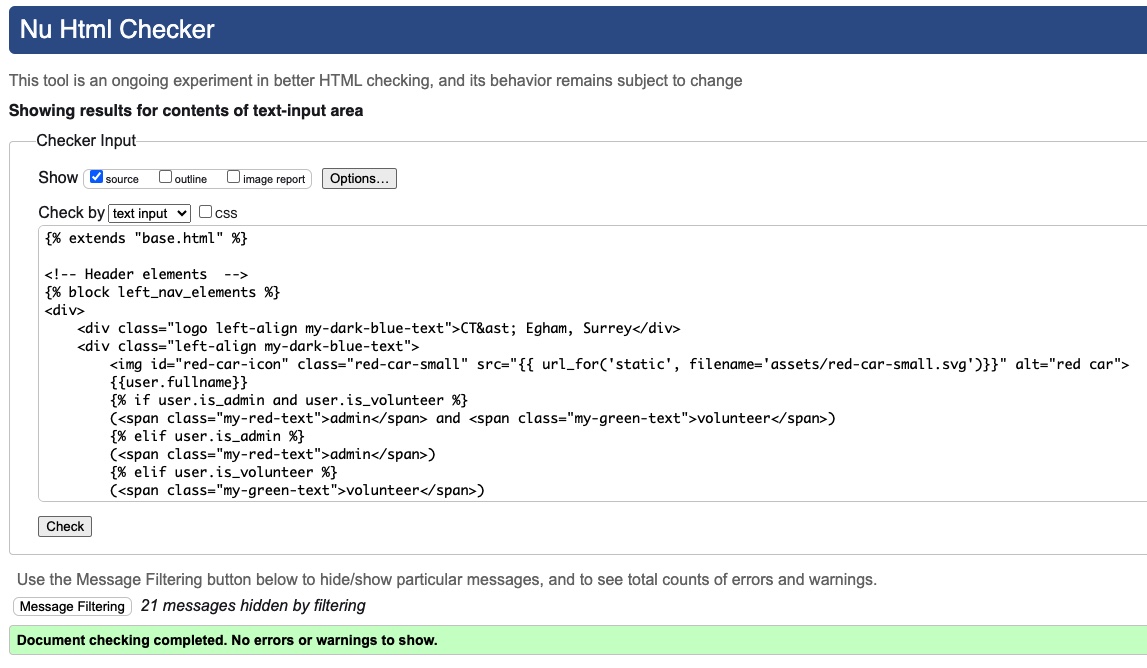 Nu Html Checker
This tool is an ongoing experiment in better HTML checking, and its behavior remains subject to change
Showing results for contents of text-input area
Checker Input
Show source outline image report Options...
Check by text input css
{% extends "base.html" %}
<!-- Header elements  -->
{% block left_nav_elements %}
<div>
    <div class="logo left-align my-dark-blue-text">CT&ast; Egham, Surrey</div>
    <div class="left-align my-dark-blue-text">
        <img id="red-car-icon" class="red-car-small" src="{{ url_for('static', filename='assets/red-car-small.svg')}}" alt="red car">
        {{user.fullname}}
        {% if user.is_admin and user.is_volunteer %}
        (<span class="my-red-text">admin</span> and <span class="my-green-text">volunteer</span>)
        {% elif user.is_admin %}
        (<span class="my-red-text">admin</span>)
        {% elif user.is_volunteer %}
        (<span class="my-green-text">volunteer</span>)
Check
Use the Message Filtering button below to hide/show particular messages, and to see total counts of errors and warnings.
Message Filtering 21 messages hidden by filtering
Document checking completed. No errors or warnings to show.